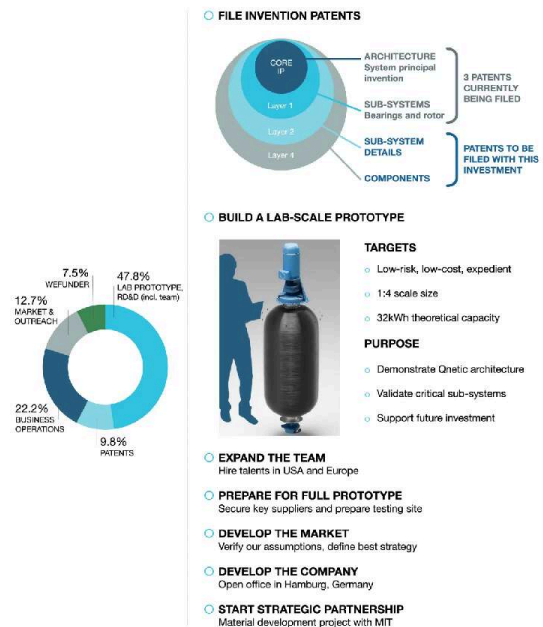 FILE INVENTION PATENTS
CORE
IP
Layer 1
Layer 2
Layer 4
ARCHITECTURE
System principal
invention
SUB-SYSTEMS
Bearings and rotor
3 PATENTS
CURRENTLY
BEING FILED
SUB-SYSTEM
DETAILS
COMPONENTS
PATENTS TO BE
FILED WITH THIS
INVESTMENT
BUILD A LAB-SCALE PROTOTYPE
TARGETS
Low-risk, low-cost, expedient
1:4 scale size
32kWh theoretical capacity
PURPOSE
Demonstrate Qnetic architecture
Validate critical sub-systems
Support future investment
7.5%
WEFUNDER
47.8%
LAB PROTOTYPE,
RD&D (incl. team)
12.7%
MARKET &
OUTREACH
22.2%
BUSINESS
OPERATIONS
9.8%
PATENTS
EXPAND THE TEAM
Hire talents in USA and Europe
PREPARE FOR FULL PROTOTYPE
Secure key suppliers and prepare testing site
DEVELOP THE MARKET
Verify our assumptions, define best strategy
DEVELOP THE COMPANY
Open office in Hamburg, Germany
START STRATEGIC PARTNERSHIP
Material development project with MIT